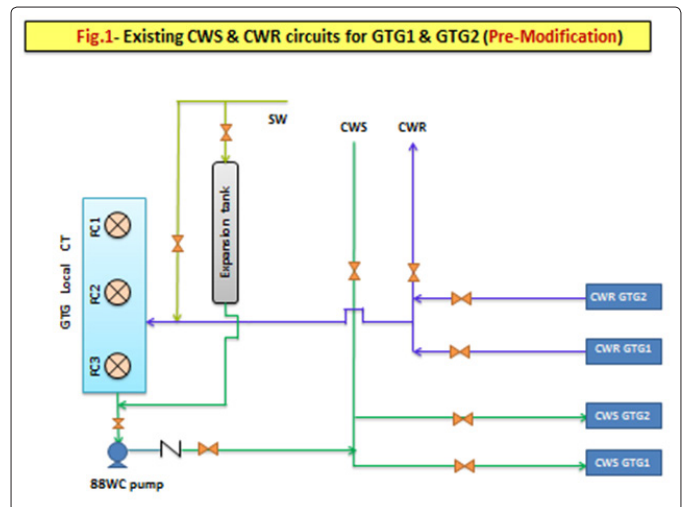 Fig.1- Existing CWS & CWR circuits for GTG1 & GTG2 (Pre-Modification)
SW
CWS
CWR
GTG Local CT
FC1
FC2
FC3
Expansion tank
CWR GTG2
CWR GTG1
CWS GTG2
CWS GTG1
88WC pump